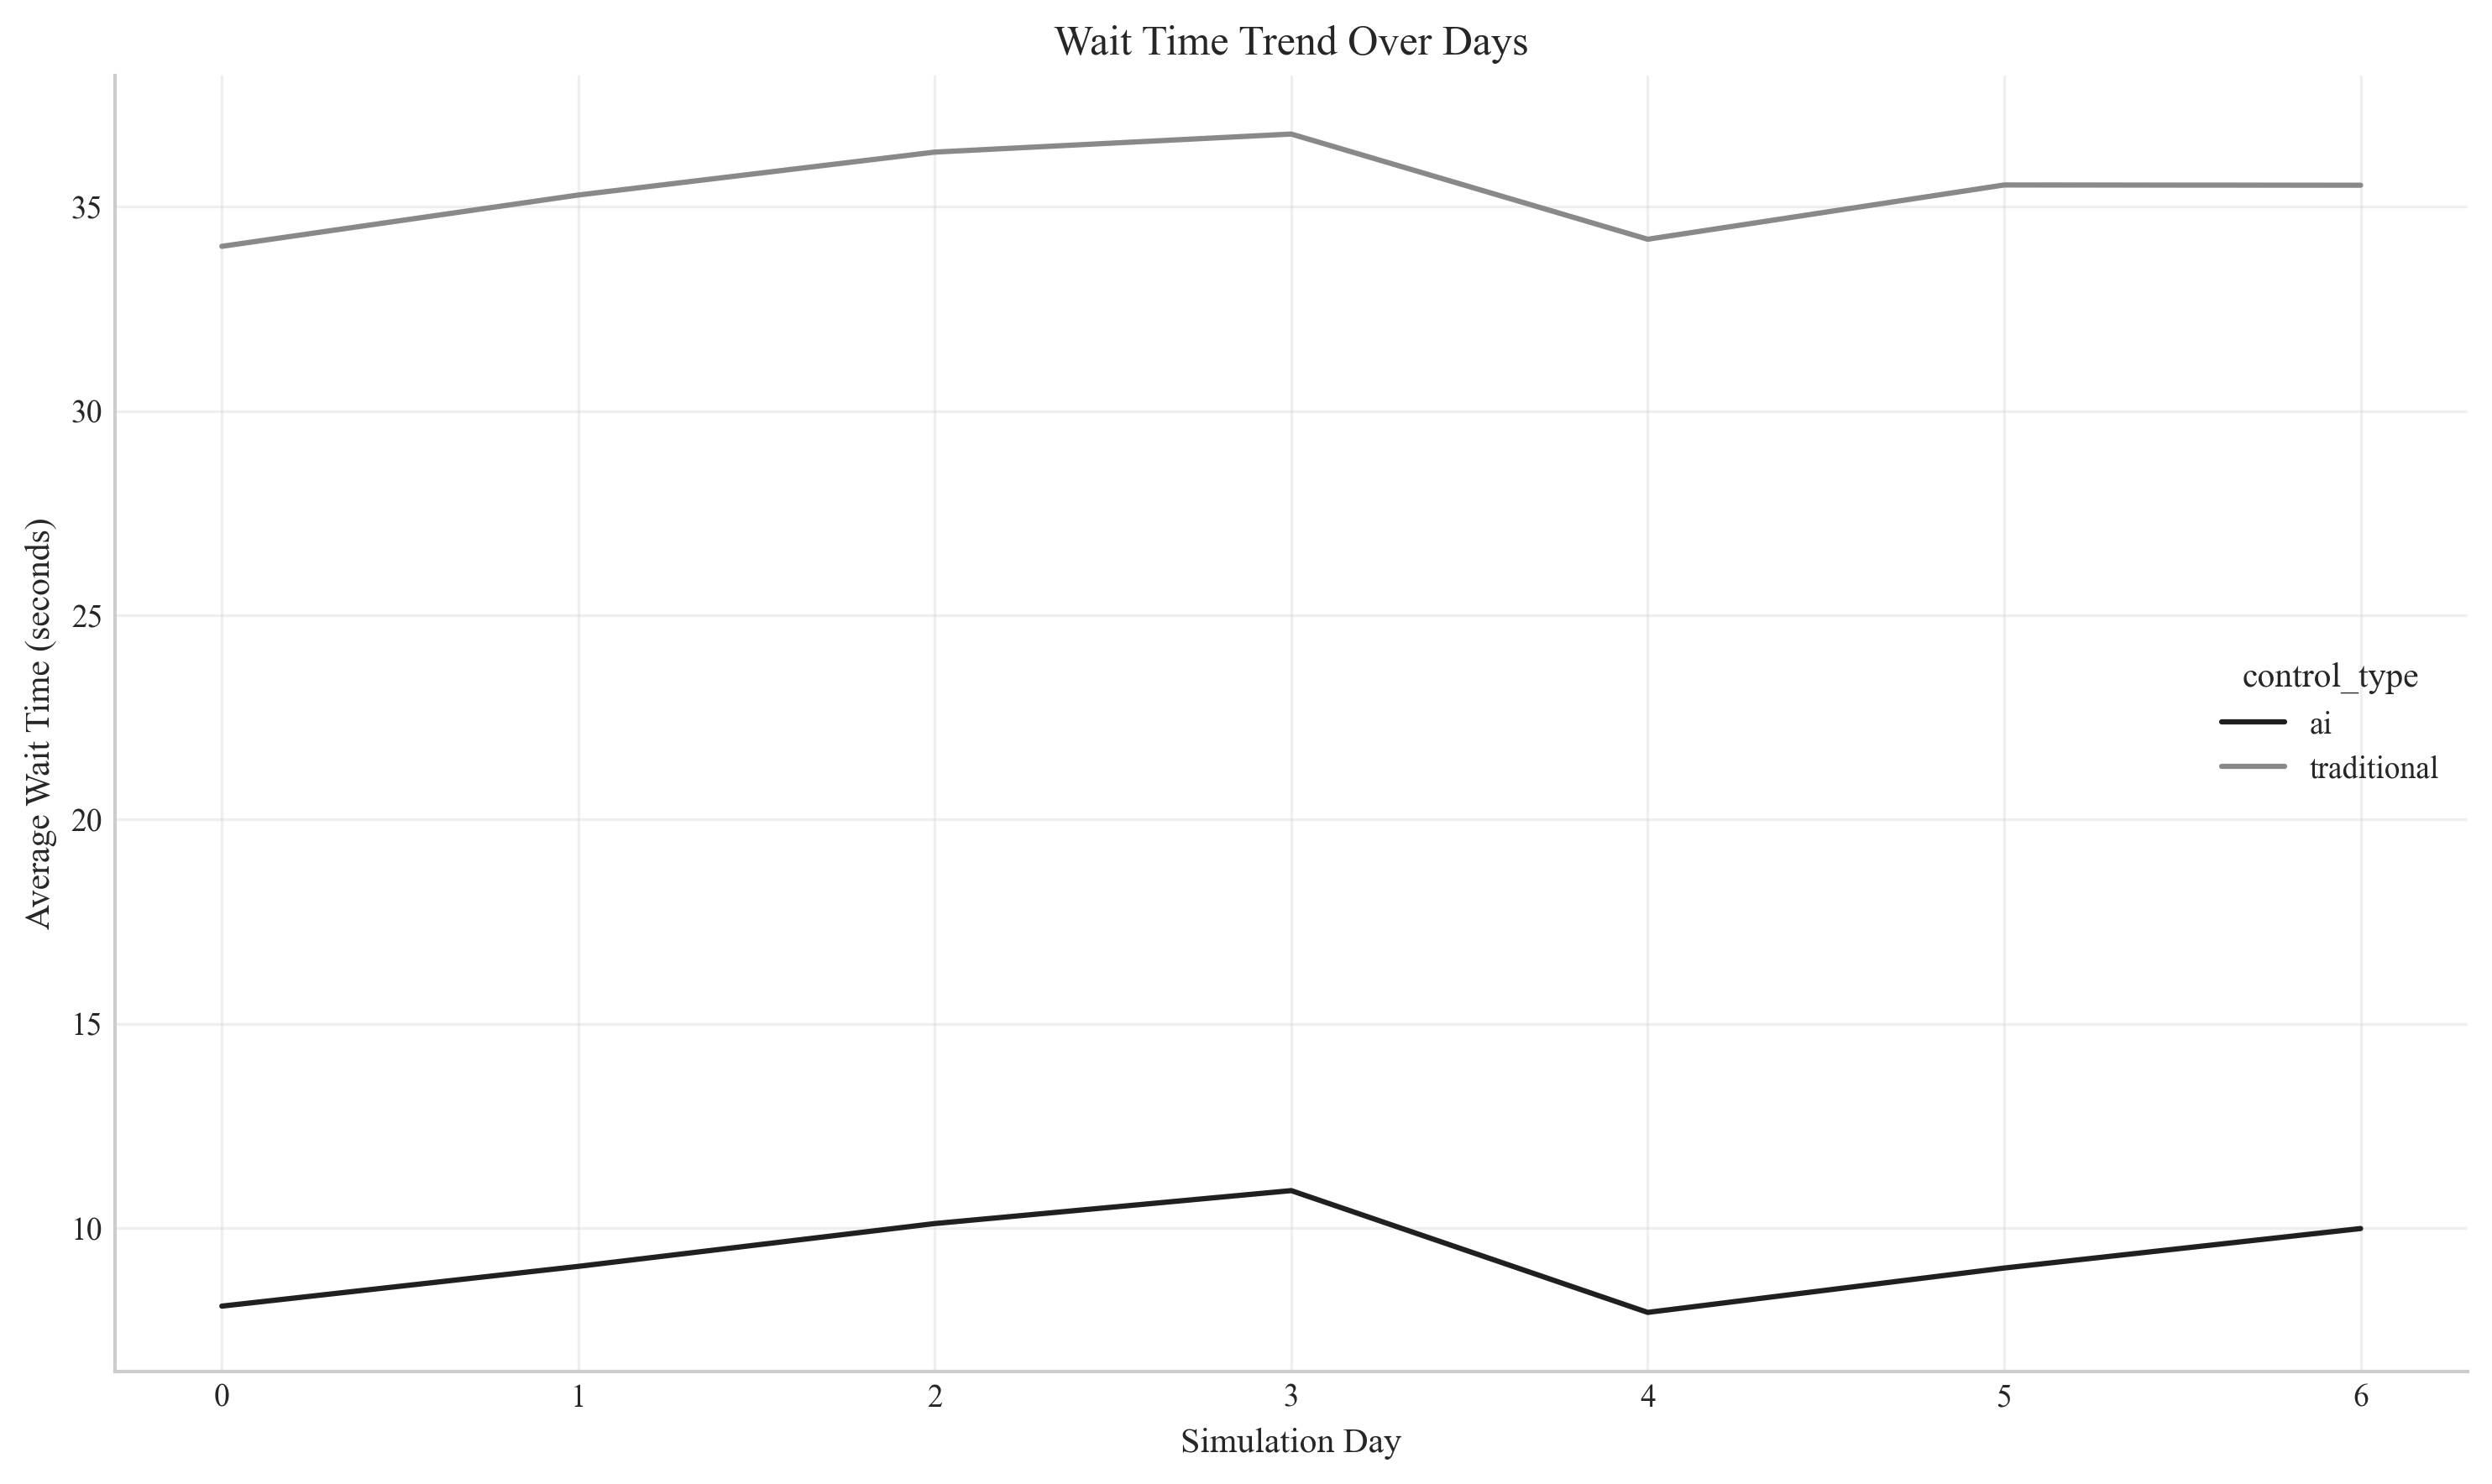 Wait Time Trend Over Days
Average Wait Time (seconds)
35
30
25
20
15
10
control_type
ai
traditional
0 1 2 3 4 5 6
Simulation Day